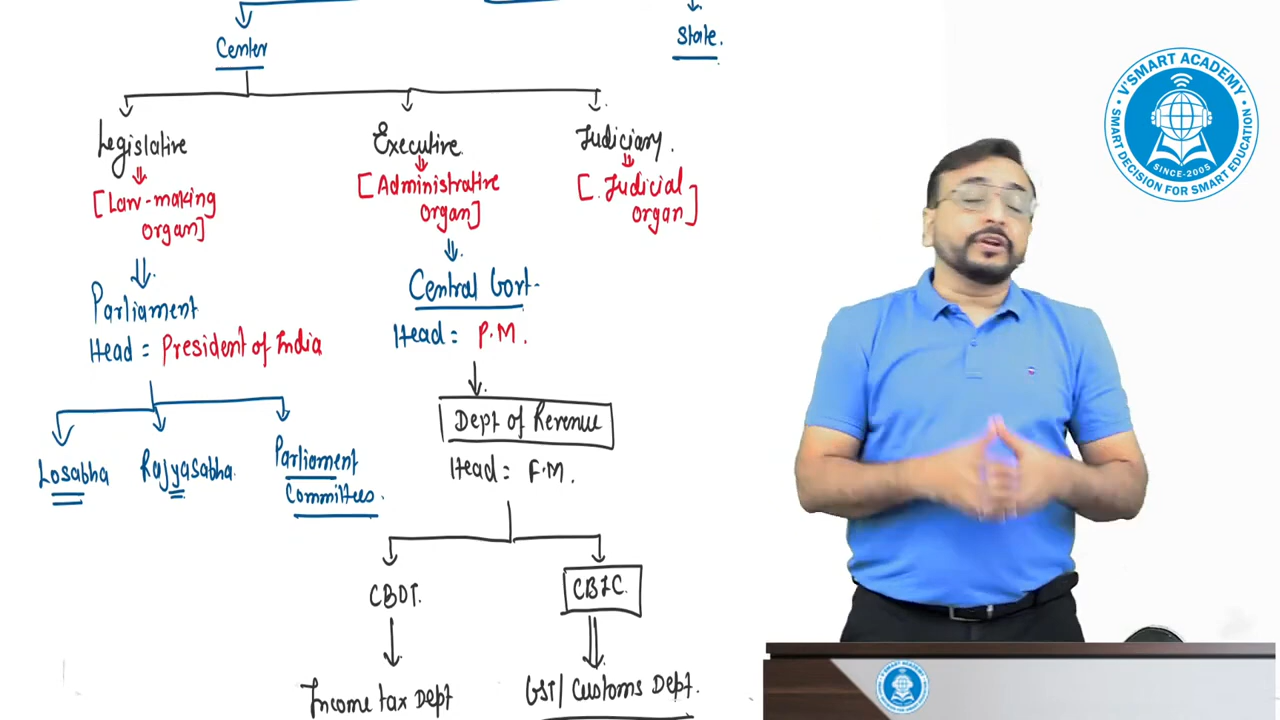 Center
State.
Legislative
Executive.
Judiciary.
[Law-making
organ]
[Administrative
organ]
[. Judicial
organ]
Parliament
Head = President of India
Central Govt.
Head = P.M.
Dept of Revenue
Head = F.M.
Losabha
Rajyasabha.
Parliament
Committees.
CBDT.
CBIC.
Income tax Dept
GST/Customs Dept.
V'SMART ACADEMY
SMART DECISION FOR SMART EDUCATION
SINCE-2005
V'SMART ACADEMY